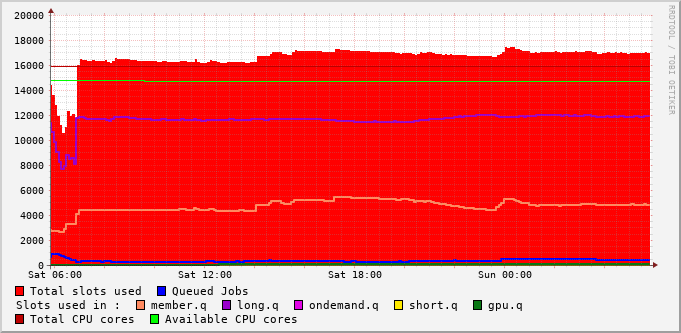 20000
18000
16000
14000
12000
10000
8000
6000
4000
2000
0
Sat 06:00 Sat 12:00 Sat 18:00 Sun 00:00
RRDTOOL / TOBI OETIKER
Total slots used Queued Jobs
Slots used in : member.q long.q ondemand.q short.q gpu.q
Total CPU cores Available CPU cores